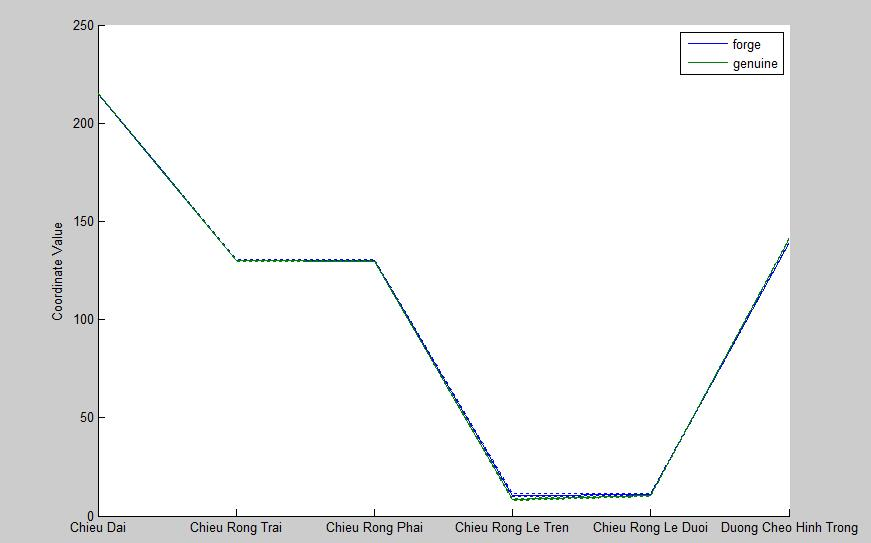 250
forge
genuine
200
150
Coordinate Value
100
50
0
Chieu Dai Chieu Rong Trai Chieu Rong Phai Chieu Rong Le Tren Chieu Rong Le Duoi Duong Cheo Hinh Trong